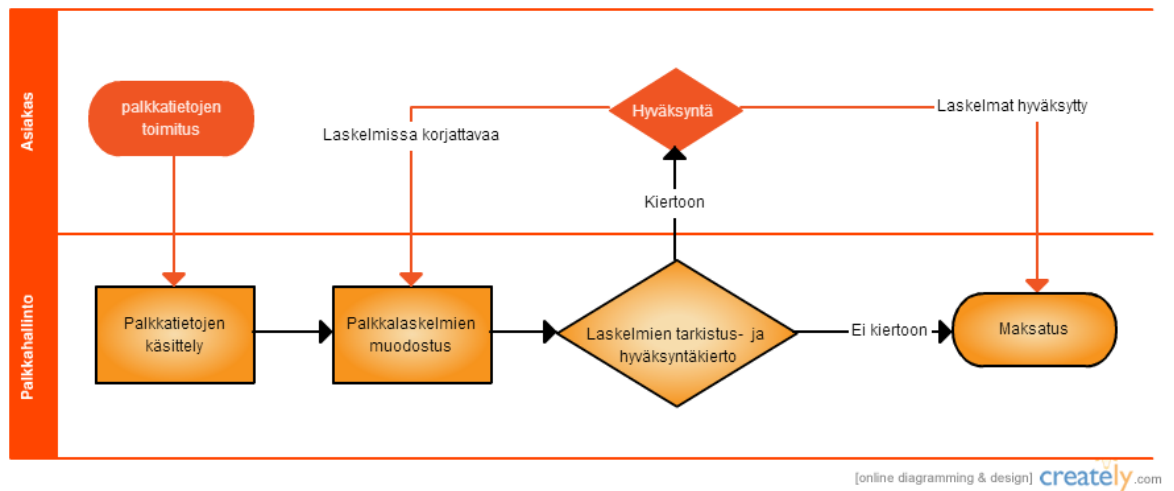 Asiakas
palkkatietojen
toimitus
Laskelmissa korjattavaa
Hyväksyntä
Laskelmat hyväksytty
Kiertoon
Palkkahallinto
Palkkatietojen
käsittely
Palkkalaskelmien
muodostus
Laskelmien tarkistus- ja
hyväksyntäkierto
Ei kiertoon
Maksatus
[online diagramming & design] creately.com